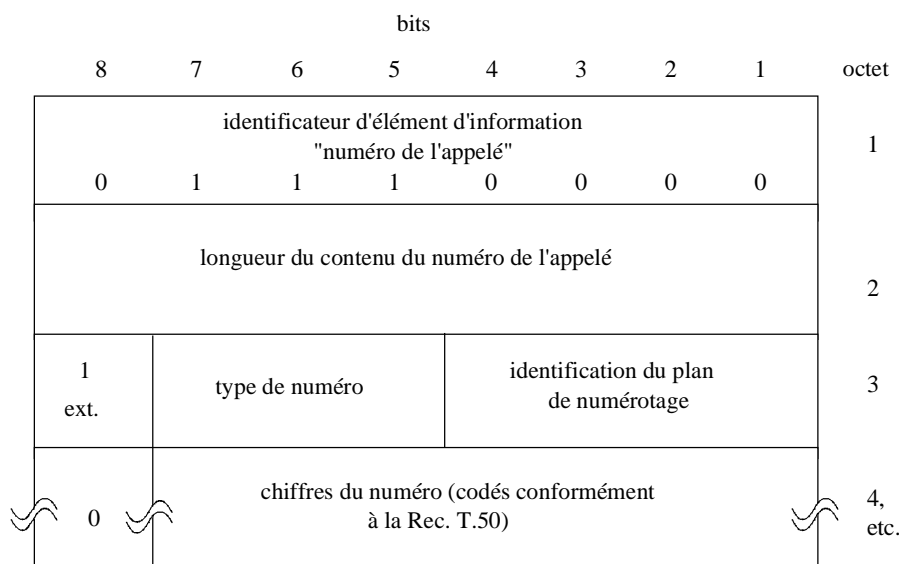 bits
8 7 6 5 4 3 2 1 octet
identificateur d'élément d'information
"numéro de l'appelé"
1
0 1 1 1 0 0 0 0
longueur du contenu du numéro de l'appelé
2
1
ext.
type de numéro
identification du plan
de numérotage
3
0
chiffres du numéro (codés conformément
à la Rec. T.50)
4,
etc.